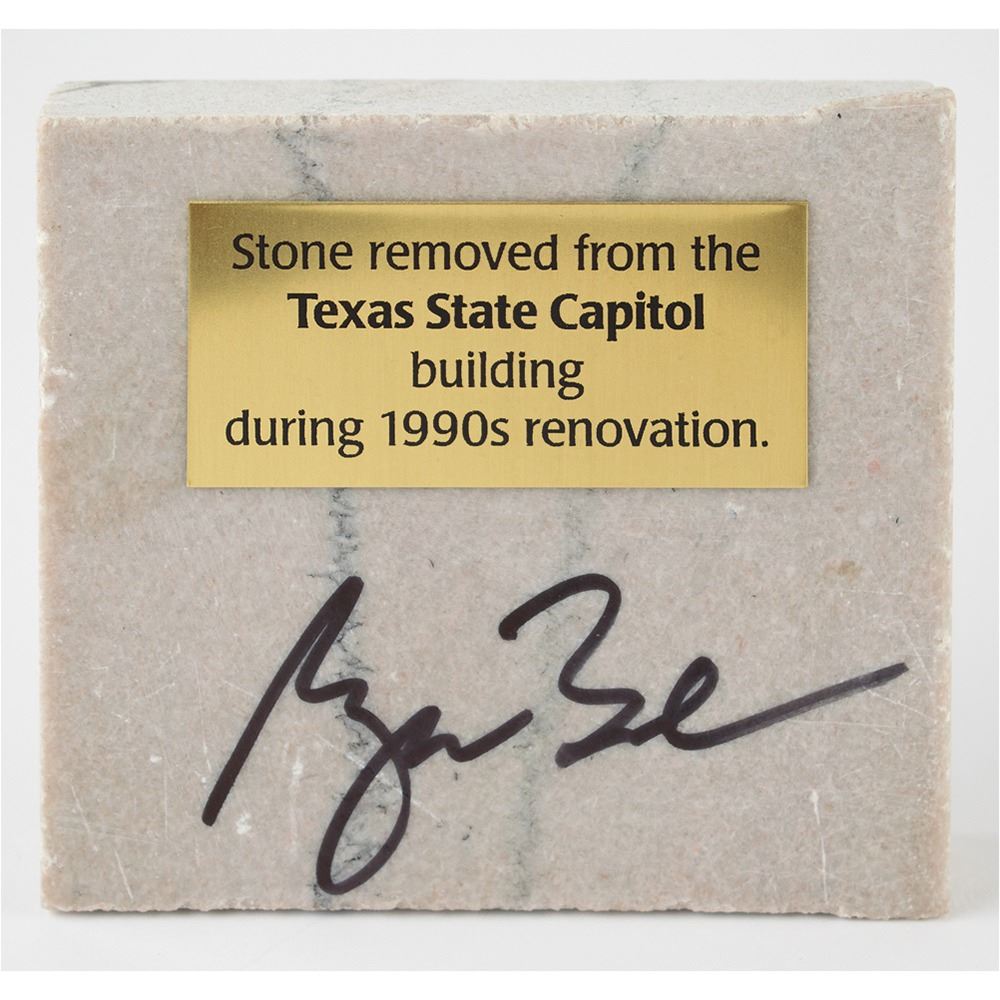 Stone removed from the
Texas State Capitol
building
during 1990s renovation.